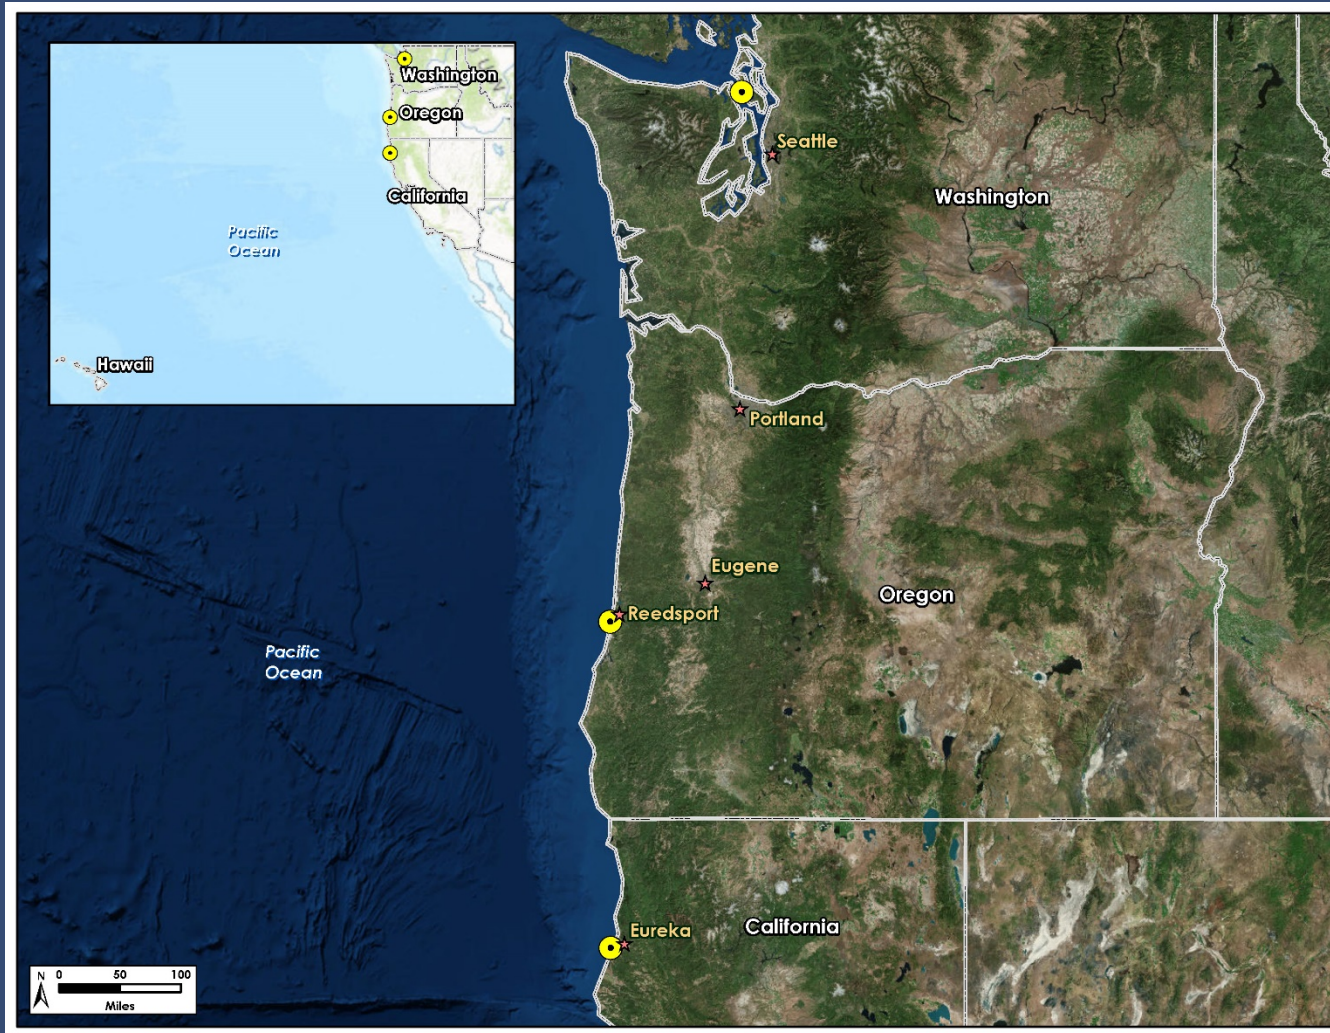 Washington
Oregon
California
Pacific
Ocean
Hawaii
Seattle
Washington
Portland
Eugene
Oregon
Reedsport
Pacific
Ocean
Eureka
California
N
0 50 100
Miles